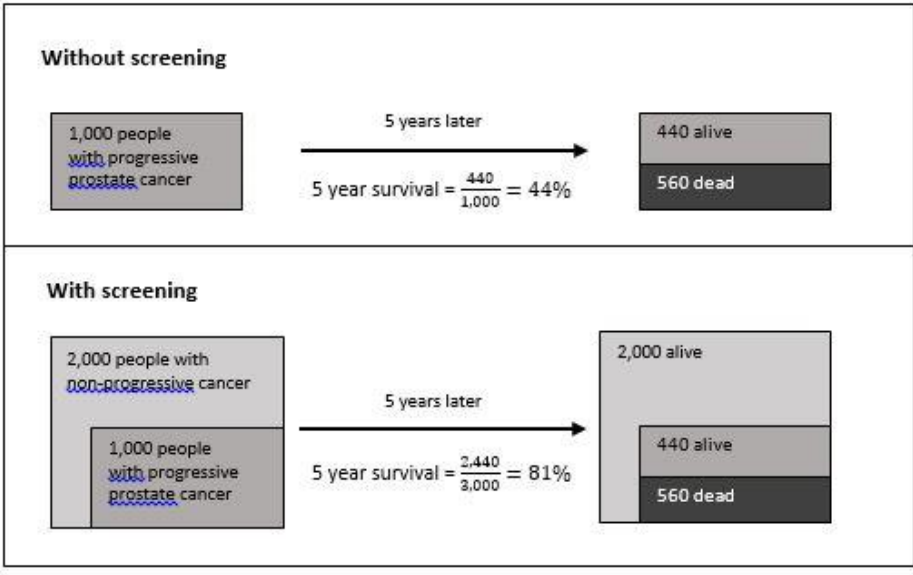 Without screening
1,000 people
with progressive
prostate cancer
5 years later
5 year survival = 440/1,000 = 44%
440 alive
560 dead
With screening
2,000 people with
non-progressive cancer
1,000 people
with progressive
prostate cancer
5 years later
5 year survival = 2,440/3,000 = 81%
2,000 alive
440 alive
560 dead